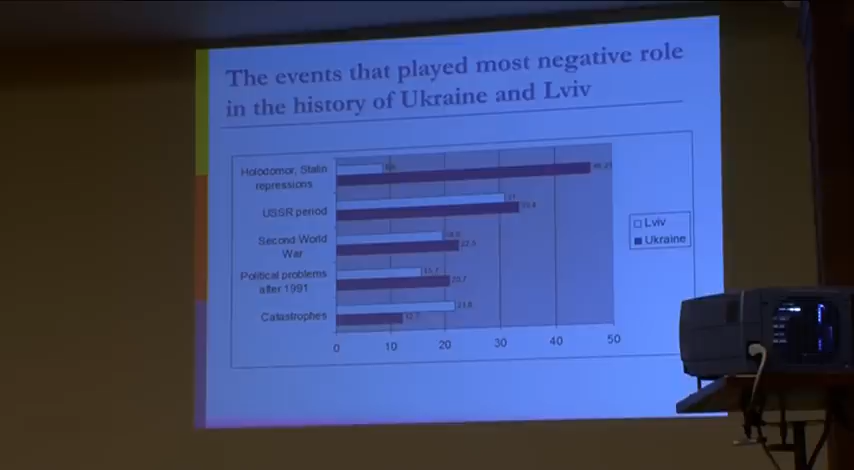 The events that played most negative role
in the history of Ukraine and Lviv
Holodomor, Stalin
repressions
USSR period
Second World
War
Political problems
after 1991
Catastrophes
Lviv
Ukraine
0 10 20 30 40 50